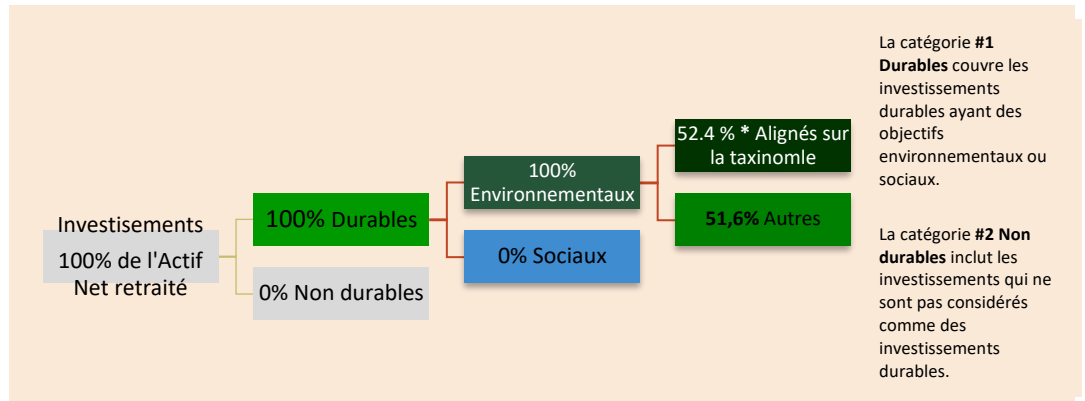 Investisements
100% de l'Actif
Net retraité
100% Durables
0% Non durables
100%
Environnementaux
0% Sociaux
52.4 % * Alignés sur
la taxinomle
51,6% Autres
La catégorie #1
Durables couvre les
investissements
durables ayant des
objectifs
environnementaux ou
sociaux.
La catégorie #2 Non
durables inclut les
investissements qui ne
sont pas considérés
comme des
investissements
durables.